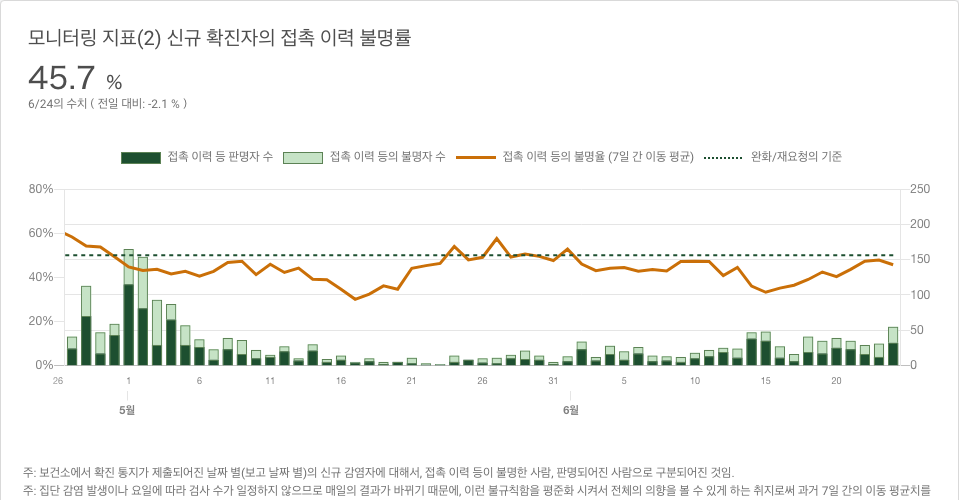 모니터링 지표(2) 신규 확진자의 접촉 이력 불명률
45.7 %
6/24의 수치 ( 전일 대비: -2.1 % )
접촉 이력 등 판명자 수 접촉 이력 등의 불명자 수 접촉 이력 등의 불명율 (7일 간 이동 평균) 완화/재요청의 기준
80% 250
200
60%
150
40%
100
20%
50
0% 0
26 1 6 11 16 21 26 31 5 10 15 20
5월 6월
주: 보건소에서 확진 통지가 제출되어진 날짜 별(보고 날짜 별)의 신규 감염자에 대해서, 접촉 이력 등이 불명한 사람, 판명되어진 사람으로 구분되어진 것임.
주: 집단 감염 발생이나 요일에 따라 검사 수가 일정하지 않으므로 매일의 결과가 바뀌기 때문에, 이런 불규칙함을 평준화 시켜서 전체의 의향을 볼 수 있게 하는 취지로써 과거 7일 간의 이동 평균치를